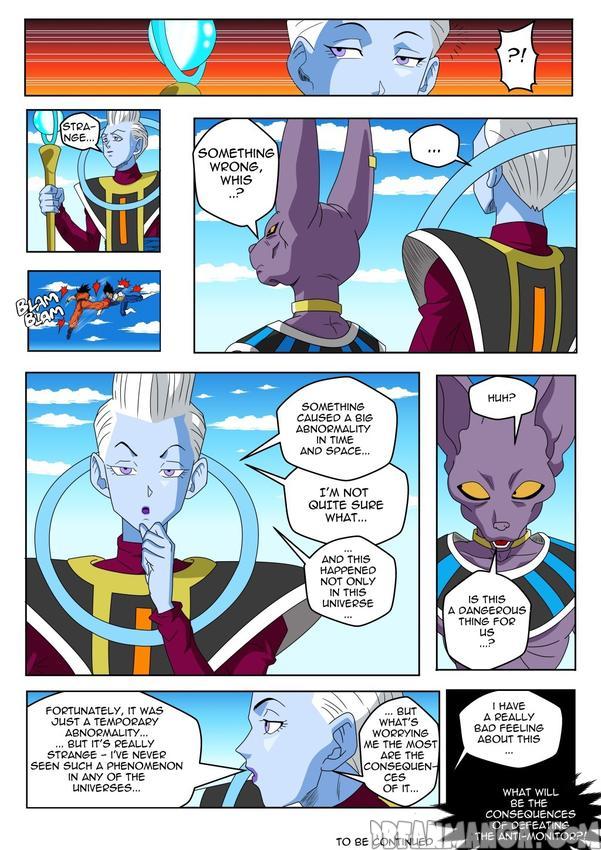 ?!
STRA-
NGE...
SOMETHING
WRONG,
WHIS
...?
...
BLAM
BLAM
SOMETHING
CAUSED A BIG
ABNORMALITY
IN TIME
AND SPACE...
I'M NOT
QUITE SURE
WHAT...
...
AND THIS
HAPPENED
NOT ONLY
IN THIS
UNIVERSE
...
HUH?
IS THIS
A DANGEROUS
THING FOR
US
...?
FORTUNATELY, IT WAS
JUST A TEMPORARY
ABNORMALITY...
... BUT IT'S REALLY
STRANGE - I'VE NEVER
SEEN SUCH A PHENOMENON
IN ANY OF THE
UNIVERSES...
... BUT
WHAT'S
WORRYING
ME THE MOST
ARE THE
CONSEQUEN-
CES OF
IT...
I HAVE
A REALLY
BAD FEELING
ABOUT THIS
...
WHAT WILL
BE THE
CONSEQUENCES
OF DEFEATING
THE ANTI-MONITOR?!
TO BE CONTINUED...
DBFANMANGA.COM